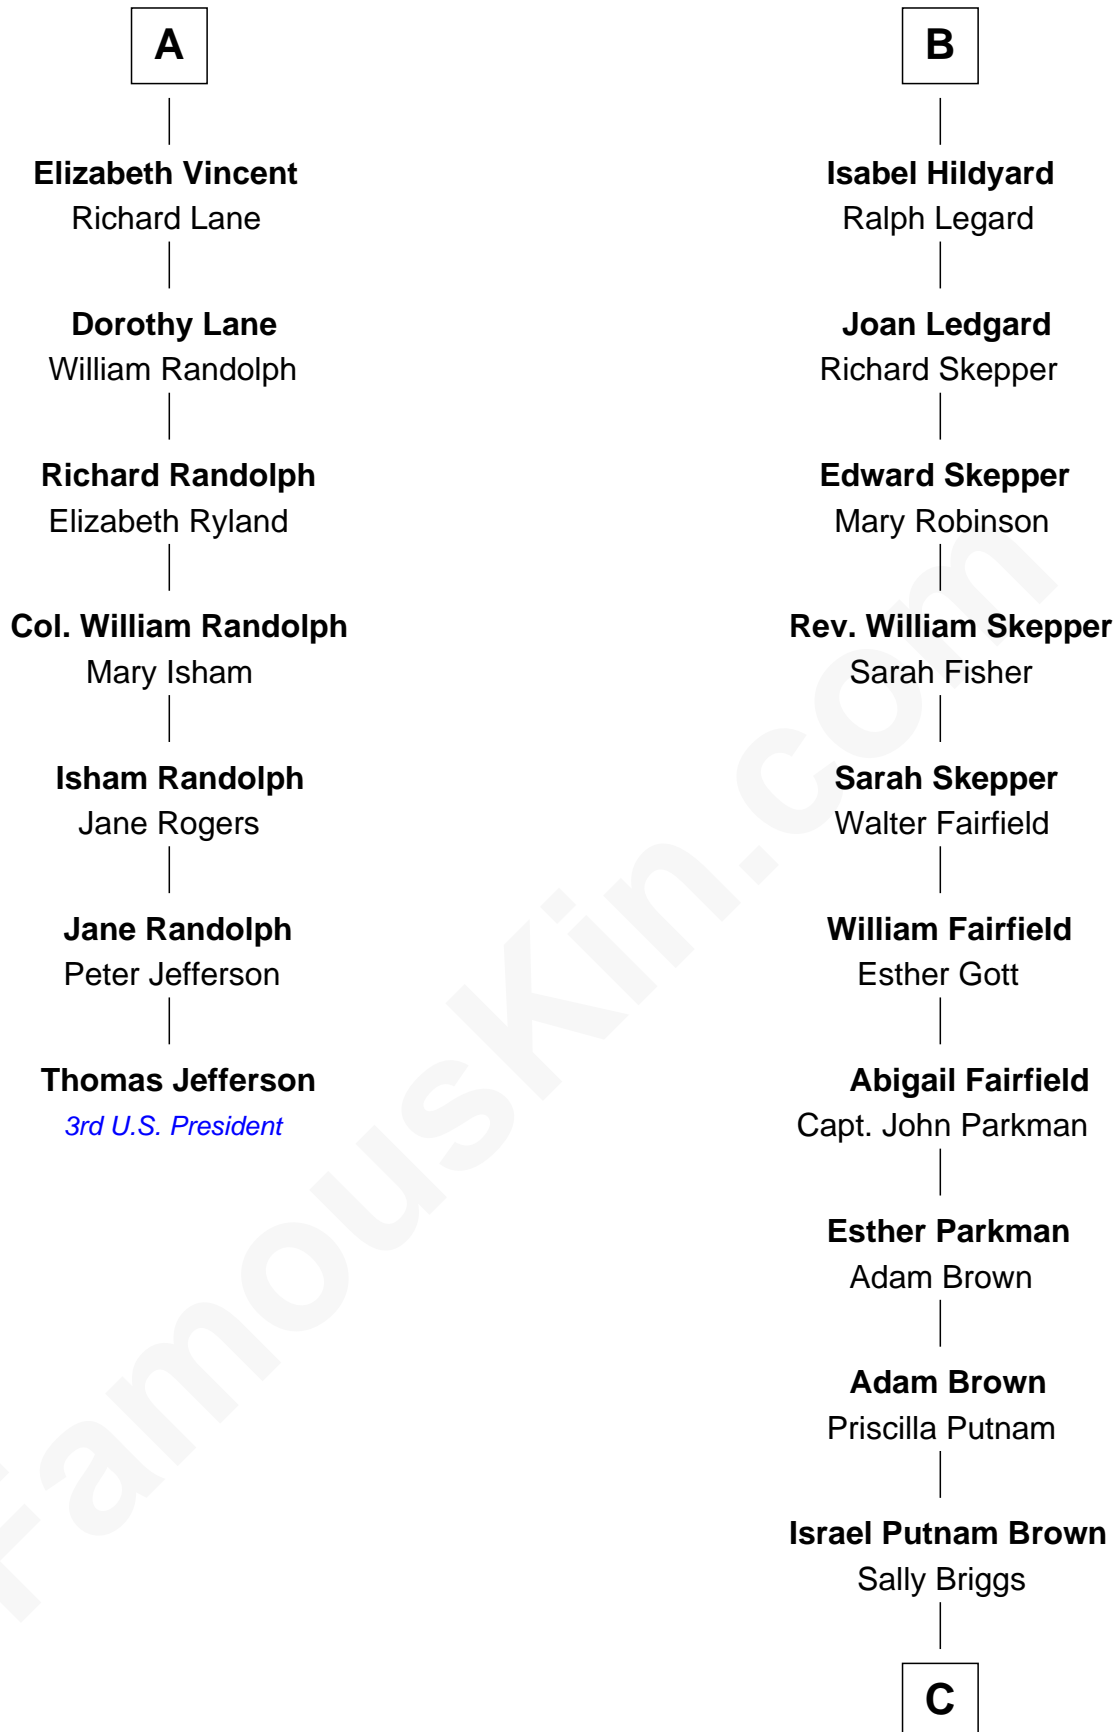 A
Elizabeth Vincent
Richard Lane
Dorothy Lane
William Randolph
Richard Randolph
Elizabeth Ryland
Col. William Randolph
Mary Isham
Isham Randolph
Jane Rogers
Jane Randolph
Peter Jefferson
Thomas Jefferson
3rd U.S. President
B
Isabel Hildyard
Ralph Legard
Joan Ledgard
Richard Skepper
Edward Skepper
Mary Robinson
Rev. William Skepper
Sarah Fisher
Sarah Skepper
Walter Fairfield
William Fairfield
Esther Gott
Abigail Fairfield
Capt. John Parkman
Esther Parkman
Adam Brown
Adam Brown
Priscilla Putnam
Israel Putnam Brown
Sally Briggs
C
FamousKin.com